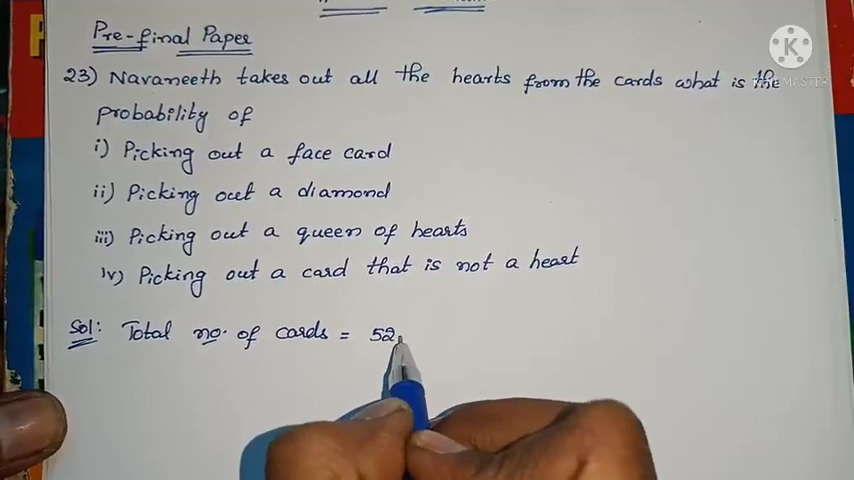 Pre-final Paper
23) Navaneeth takes out all the hearts from the cards what is the
probability of
i) Picking out a face card
ii) Picking out a diamond
iii) Picking out a queen of hearts
iv) Picking out a card that is not a heart
Sol: Total no. of cards = 52
K